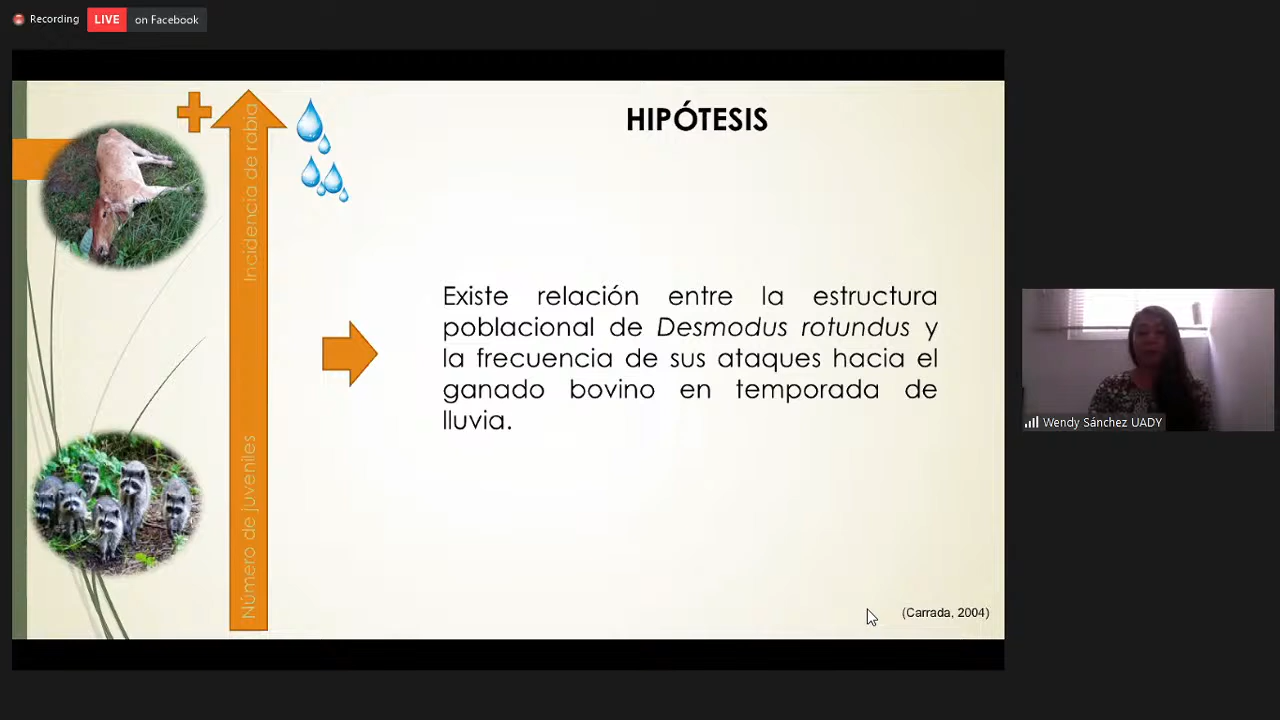 Recording
LIVE on Facebook
HIPÓTESIS
Incidencia de rabia
Número de juveniles
Existe relación entre la estructura
poblacional de Desmodus rotundus y
la frecuencia de sus ataques hacia el
ganado bovino en temporada de
lluvia.
(Carrada, 2004)
Wendy Sánchez UADY